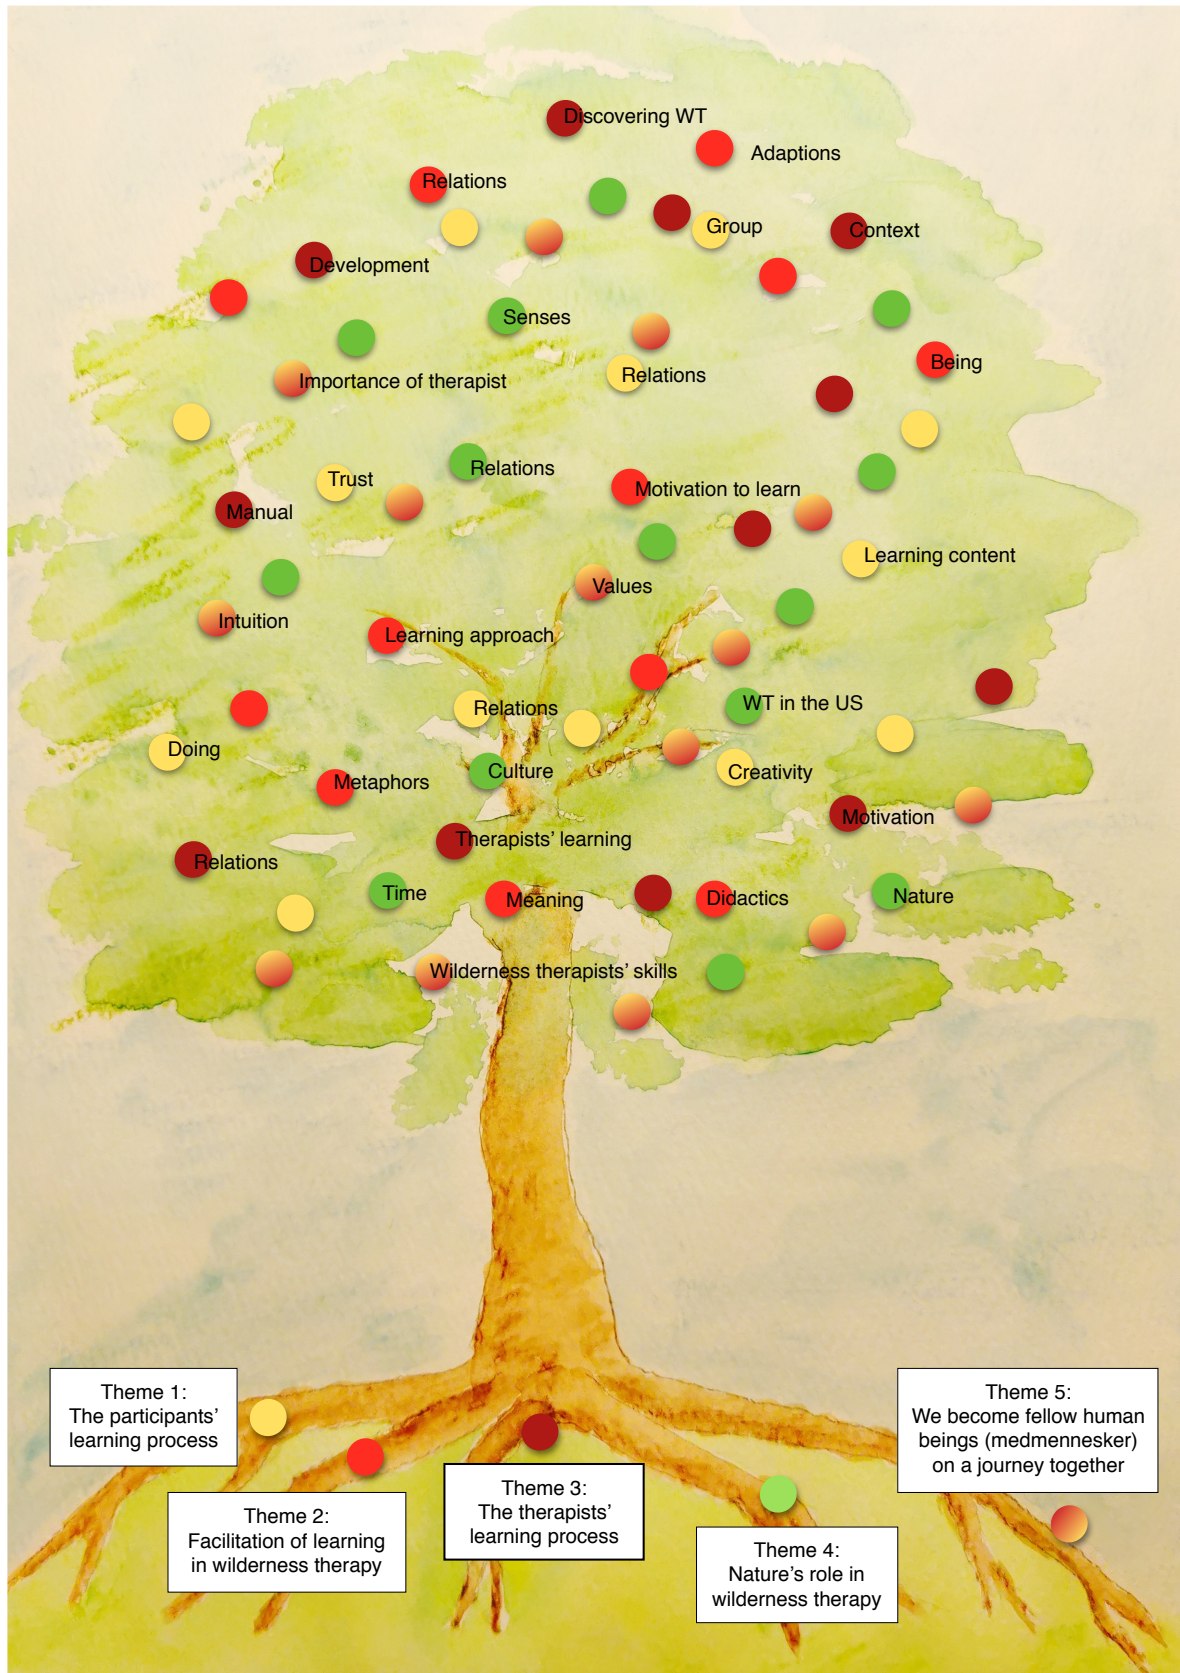 Discovering WT
Adaptions
Relations
Group
Context
Development
Senses
Being
Relations
Importance of therapist
Relations
Trust
Motivation to learn
Manual
Learning content
Values
Intuition
Learning approach
WT in the US
Relations
Doing
Culture
Creativity
Metaphors
Motivation
Therapists’ learning
Relations
Time
Meaning
Didactics
Nature
Wilderness therapists’ skills
Theme 1:
The participants’
learning process
Theme 2:
Facilitation of learning
in wilderness therapy
Theme 3:
The therapists’
learning process
Theme 4:
Nature’s role in
wilderness therapy
Theme 5:
We become fellow human
beings (medmennesker)
on a journey together